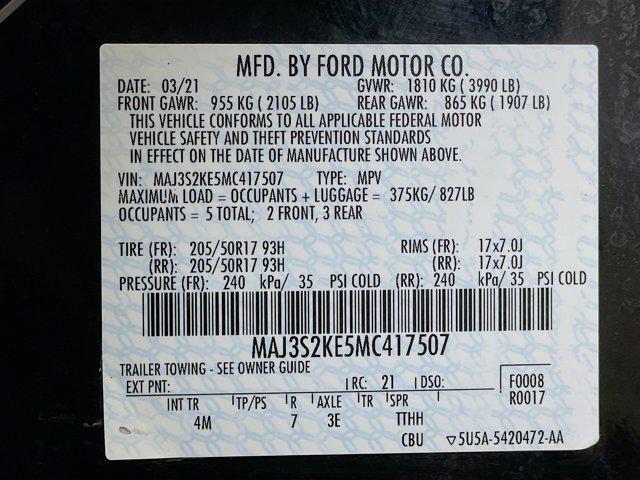 MFD. BY FORD MOTOR CO.
DATE: 03/21 GVWR: 1810 KG ( 3990 LB)
FRONT GAWR: 955 KG ( 2105 LB) REAR GAWR: 865 KG ( 1907 LB)
THIS VEHICLE CONFORMS TO ALL APPLICABLE FEDERAL MOTOR
VEHICLE SAFETY AND THEFT PREVENTION STANDARDS
IN EFFECT ON THE DATE OF MANUFACTURE SHOWN ABOVE.
VIN: MAJ3S2KE5MC417507 TYPE: MPV
MAXIMUM LOAD = OCCUPANTS + LUGGAGE = 375KG/ 827LB
OCCUPANTS = 5 TOTAL; 2 FRONT, 3 REAR
TIRE (FR): 205/50R17 93H RIMS (FR): 17x7.0J
(RR): 205/50R17 93H (RR): 17x7.0J
PRESSURE (FR): 240 kPa/ 35 PSI COLD (RR): 240 kPa/ 35 PSI COLD
MAJ3S2KE5MC417507
TRAILER TOWING - SEE OWNER GUIDE
EXT PNT: RC: 21 DSO: F0008
R0017
INT TR TP/PS R AXLE TR SPR
4M 7 3E TTHH
CBU ▽5U5A-5420472-AA